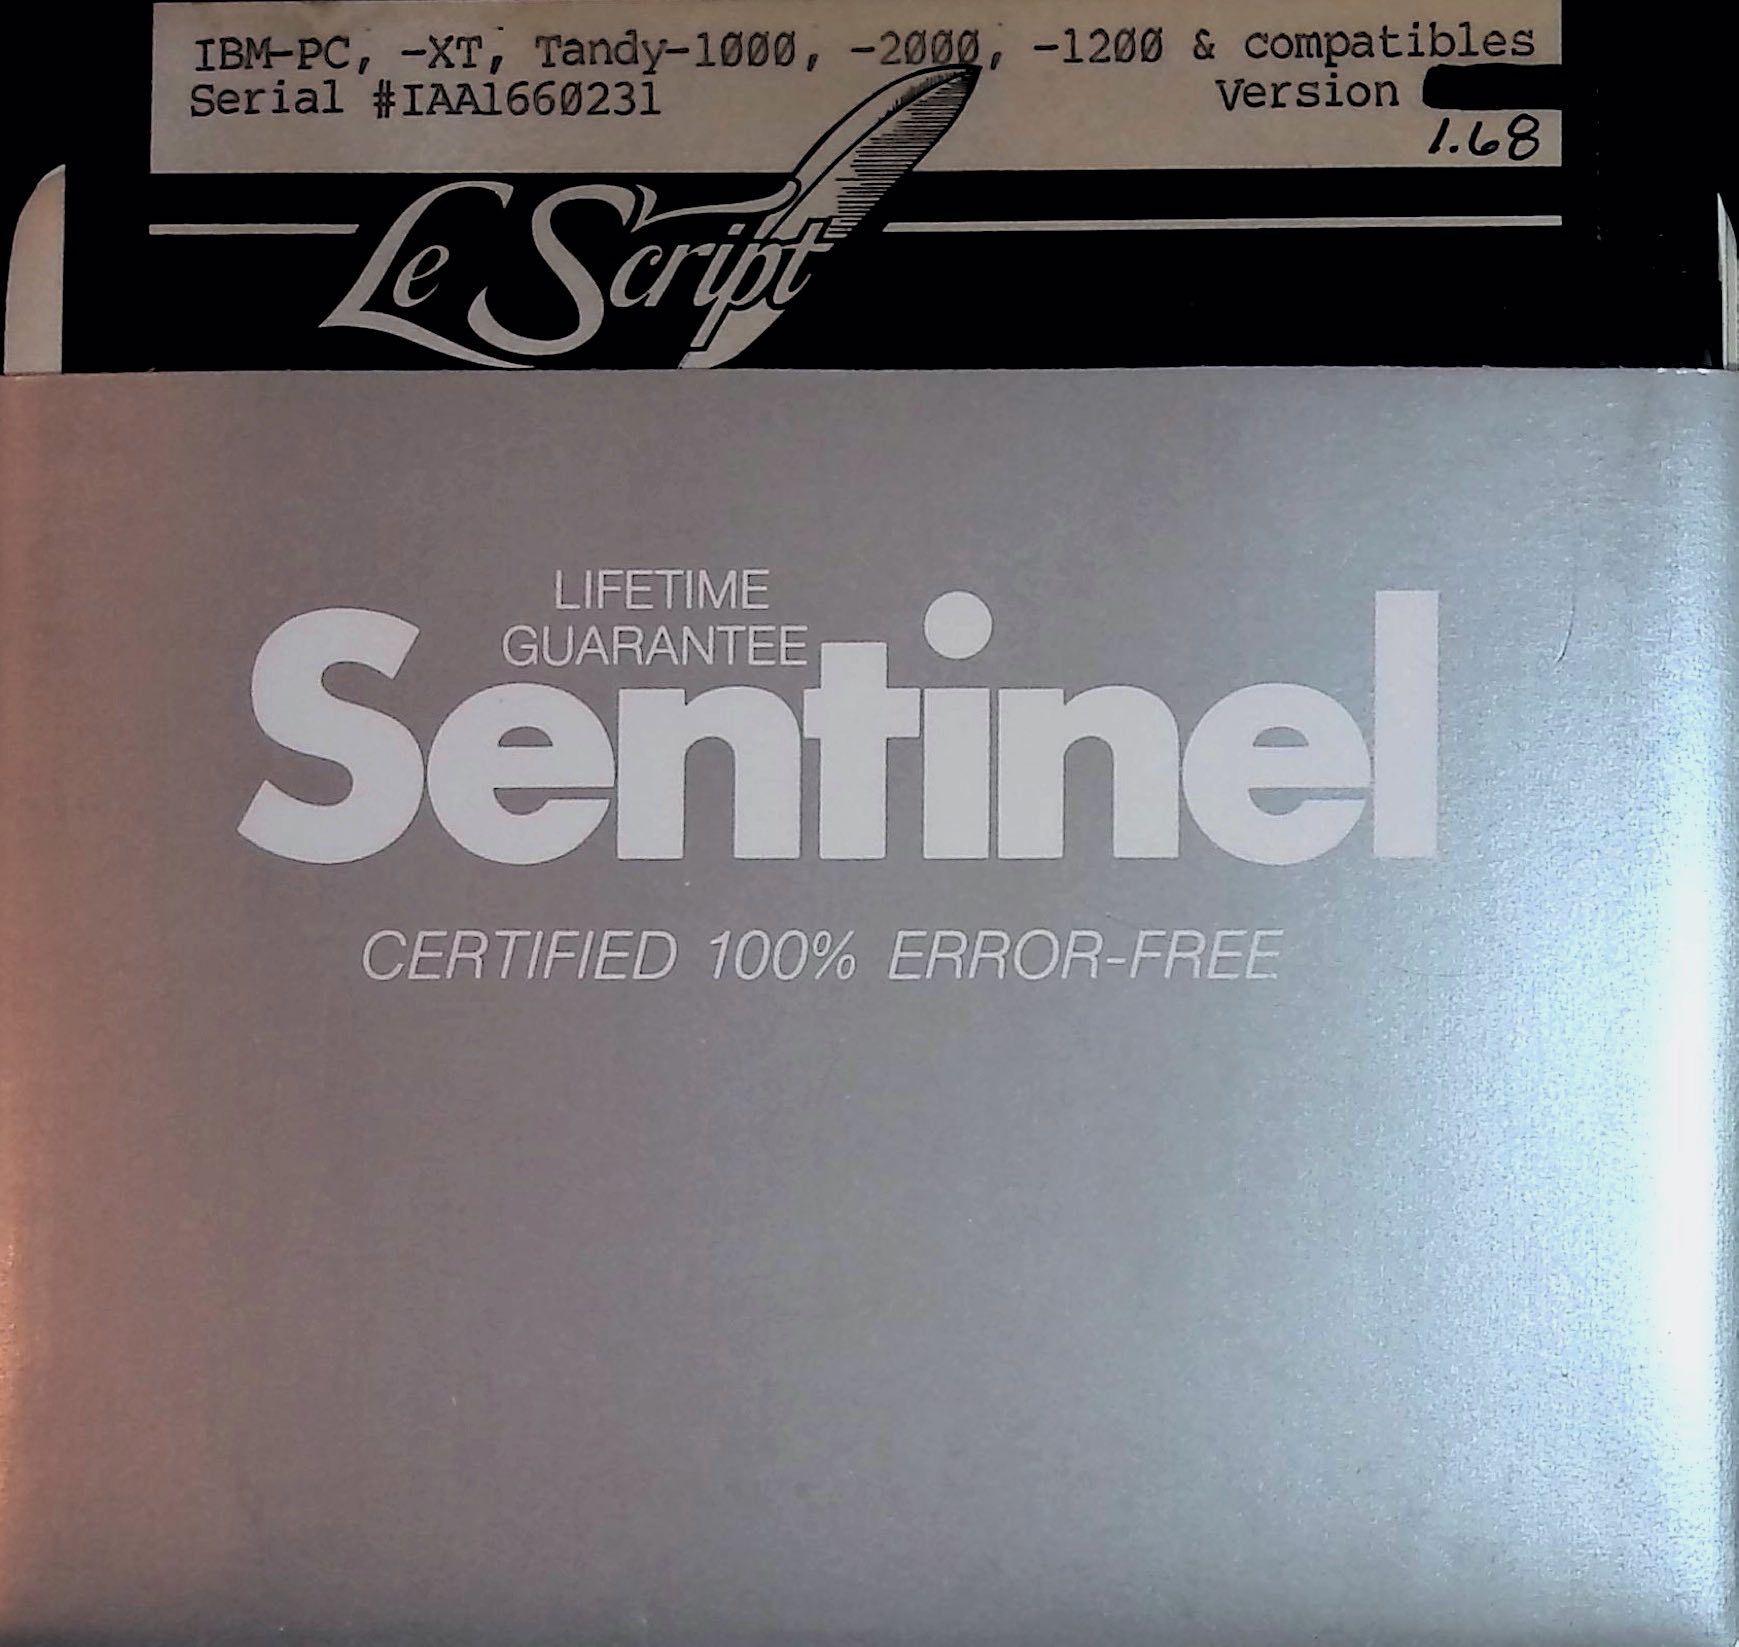 IBM-PC, -XT, Tandy-1000, -2000, -1200 & compatibles
Serial #IAA1660231
Version
1.68
Le Script
LIFETIME
GUARANTEE
Sentinel
CERTIFIED 100% ERROR-FREE